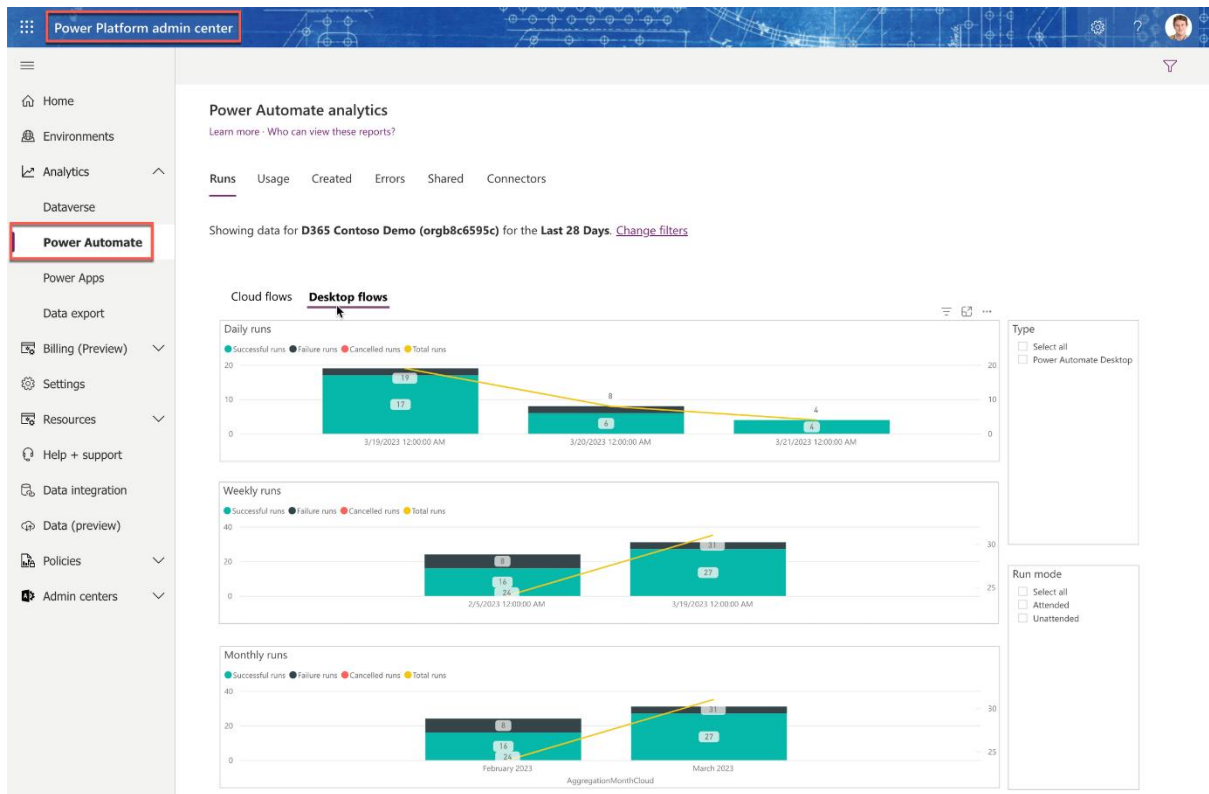 Power Platform admin center
?
Home
Environments
Analytics
Dataverse
Power Automate
Power Apps
Data export
Billing (Preview)
Settings
Resources
Help + support
Data integration
Data (preview)
Policies
Admin centers
Power Automate analytics
Learn more · Who can view these reports?
Runs Usage Created Errors Shared Connectors
Showing data for D365 Contoso Demo (orgb8c6595c) for the Last 28 Days. Change filters
Cloud flows Desktop flows
Daily runs
Successful runs Failure runs Cancelled runs Total runs
20 20
19
8
10 17 10
4
6 4
0 0
3/19/2023 12:00:00 AM 3/20/2023 12:00:00 AM 3/21/2023 12:00:00 AM
Type
Select all
Power Automate Desktop
Weekly runs
Successful runs Failure runs Cancelled runs Total runs
40
31 30
20 8
27
16 25
24
0
2/5/2023 12:00:00 AM 3/19/2023 12:00:00 AM
Run mode
Select all
Attended
Unattended
Monthly runs
Successful runs Failure runs Cancelled runs Total runs
40
31 30
20 8
27
16 25
24
0
February 2023 March 2023
AggregationMonthCloud